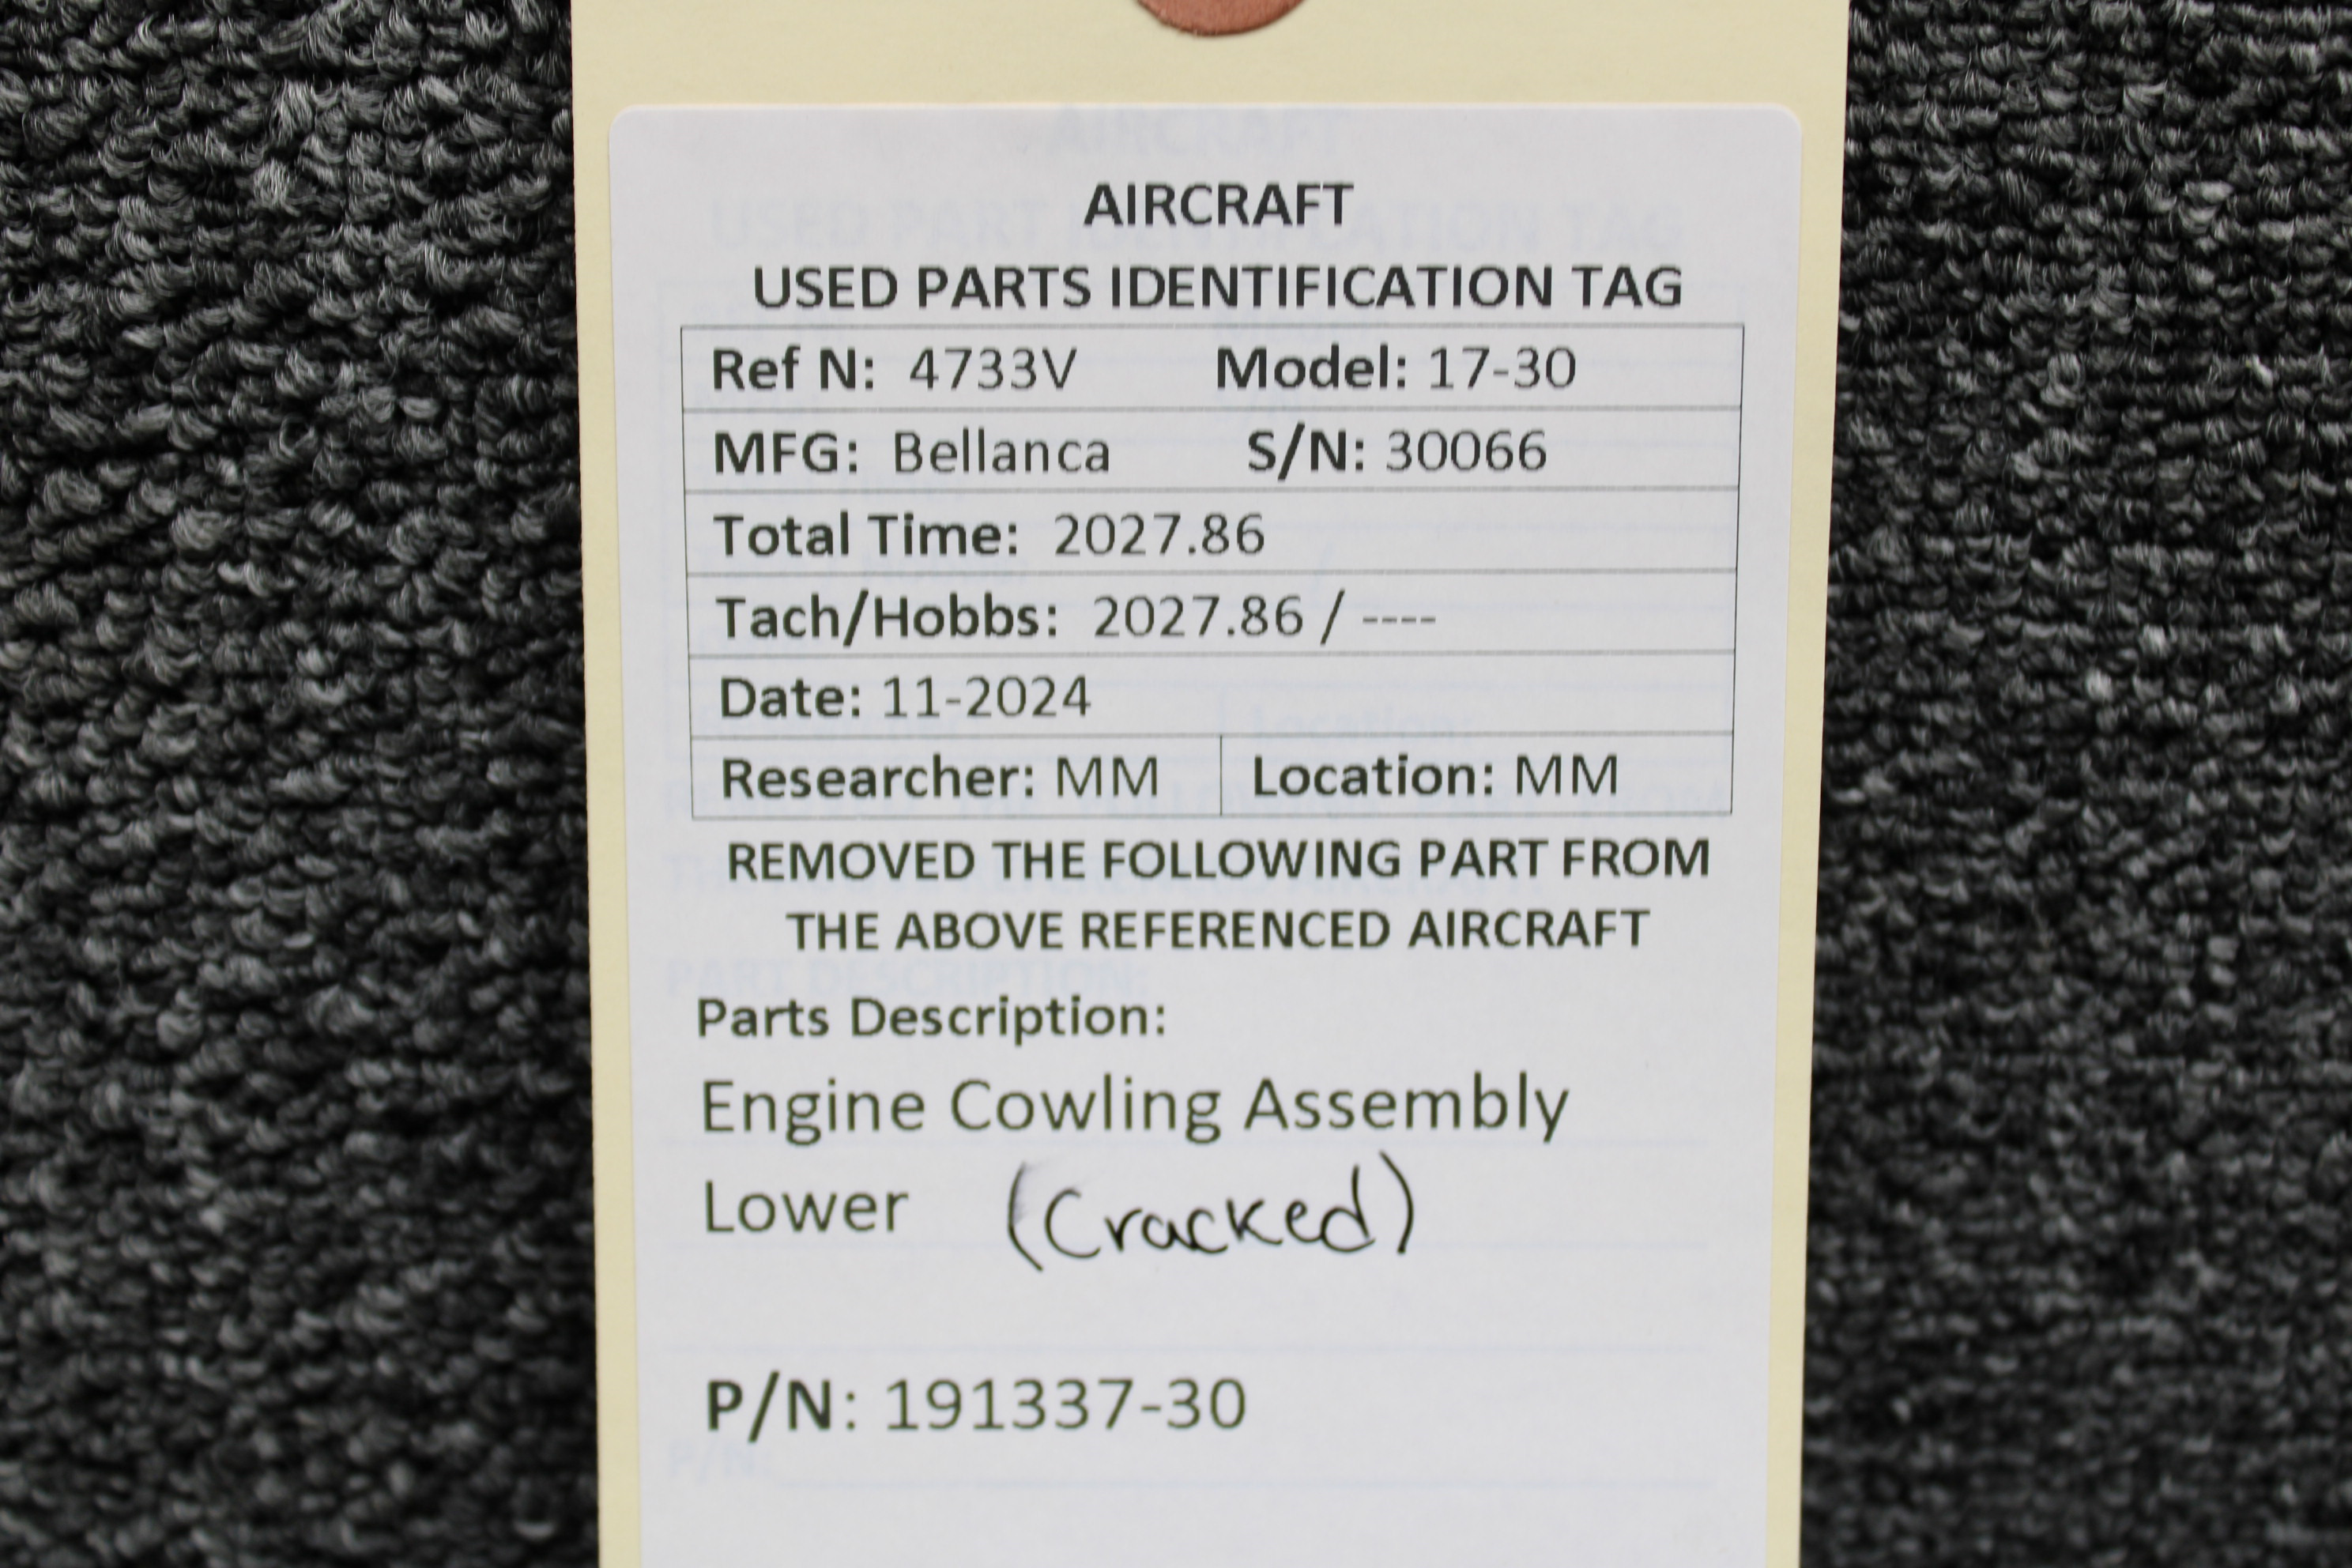 AIRCRAFT
USED PARTS IDENTIFICATION TAG
Ref N: 4733V Model: 17-30
MFG: Bellanca S/N: 30066
Total Time: 2027.86
Tach/Hobbs: 2027.86 / ----
Date: 11-2024
Researcher: MM Location: MM
REMOVED THE FOLLOWING PART FROM
THE ABOVE REFERENCED AIRCRAFT
Parts Description:
Engine Cowling Assembly
Lower (Cracked)
P/N: 191337-30